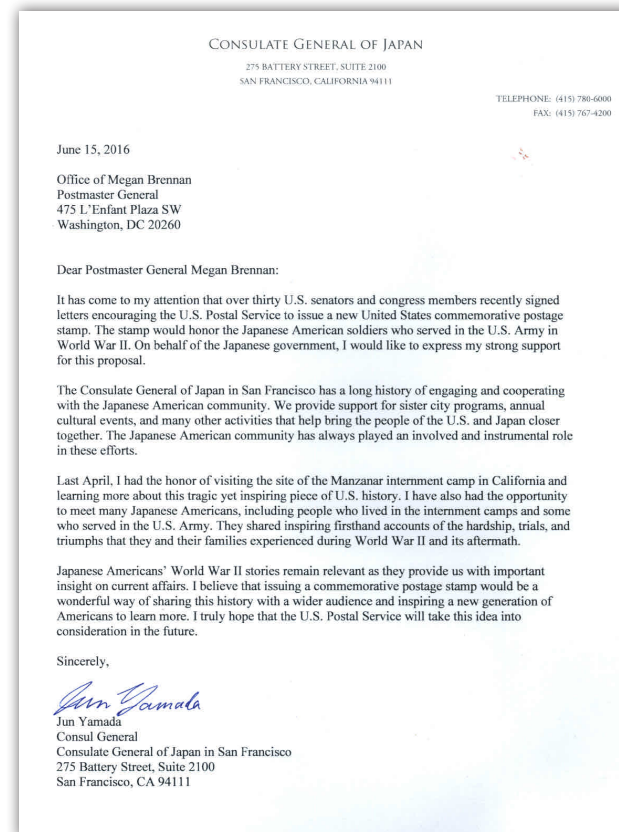 CONSULATE GENERAL OF JAPAN
275 BATTERY STREET, SUITE 2100
SAN FRANCISCO, CALIFORNIA 94111
TELEPHONE: (415) 780-6000
FAX: (415) 767-4200
June 15, 2016
Office of Megan Brennan
Postmaster General
475 L'Enfant Plaza SW
Washington, DC 20260
Dear Postmaster General Megan Brennan:
It has come to my attention that over thirty U.S. senators and congress members recently signed
letters encouraging the U.S. Postal Service to issue a new United States commemorative postage
stamp. The stamp would honor the Japanese American soldiers who served in the U.S. Army in
World War II. On behalf of the Japanese government, I would like to express my strong support
for this proposal.
The Consulate General of Japan in San Francisco has a long history of engaging and cooperating
with the Japanese American community. We provide support for sister city programs, annual
cultural events, and many other activities that help bring the people of the U.S. and Japan closer
together. The Japanese American community has always played an involved and instrumental role
in these efforts.
Last April, I had the honor of visiting the site of the Manzanar internment camp in California and
learning more about this tragic yet inspiring piece of U.S. history. I have also had the opportunity
to meet many Japanese Americans, including people who lived in the internment camps and some
who served in the U.S. Army. They shared inspiring firsthand accounts of the hardship, trials, and
triumphs that they and their families experienced during World War II and its aftermath.
Japanese Americans' World War II stories remain relevant as they provide us with important
insight on current affairs. I believe that issuing a commemorative postage stamp would be a
wonderful way of sharing this history with a wider audience and inspiring a new generation of
Americans to learn more. I truly hope that the U.S. Postal Service will take this idea into
consideration in the future.
Sincerely,
Jun Yamada
Jun Yamada
Consul General
Consulate General of Japan in San Francisco
275 Battery Street, Suite 2100
San Francisco, CA 94111